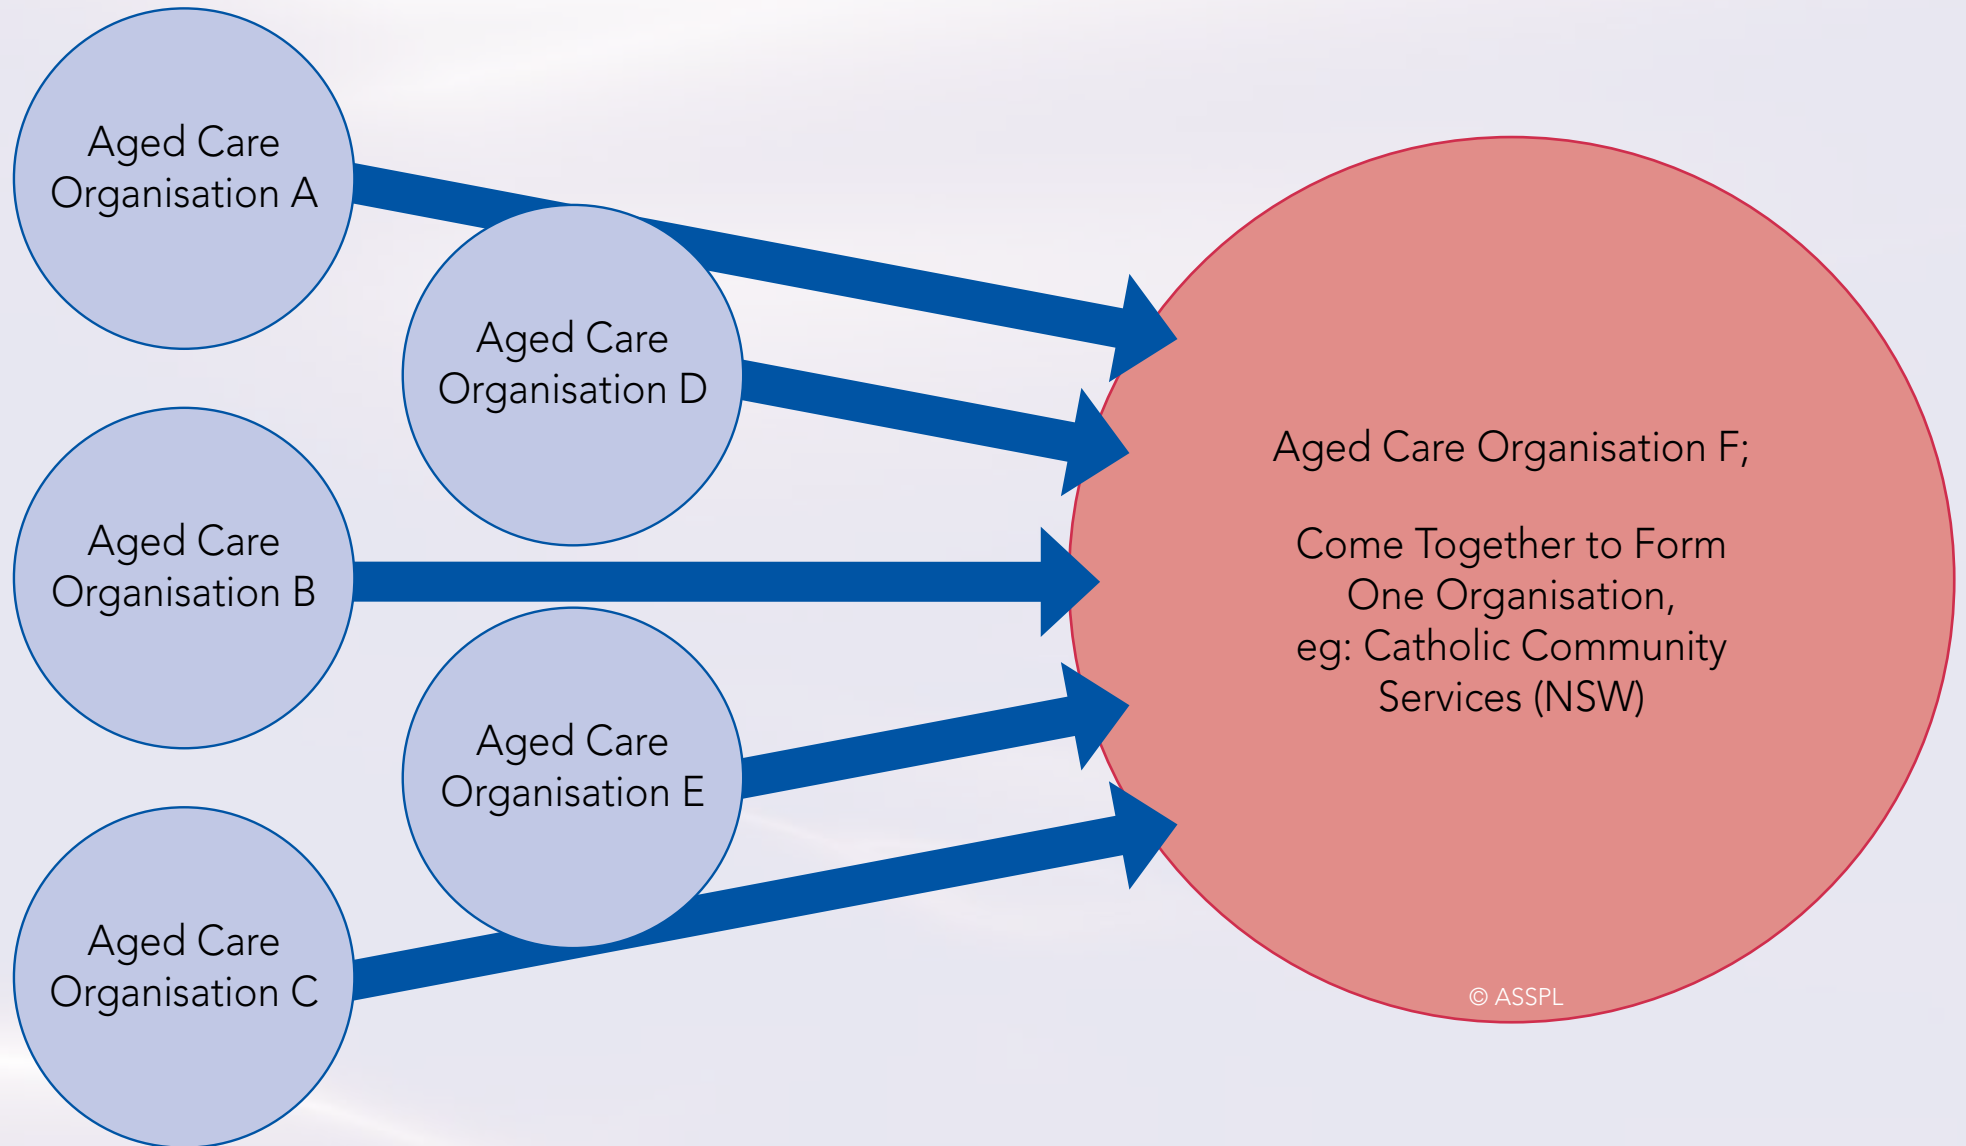 Aged Care
Organisation A
Aged Care
Organisation D
Aged Care
Organisation B
Aged Care
Organisation E
Aged Care
Organisation C
Aged Care Organisation F;
Come Together to Form
One Organisation,
eg: Catholic Community
Services (NSW)
© ASSPL